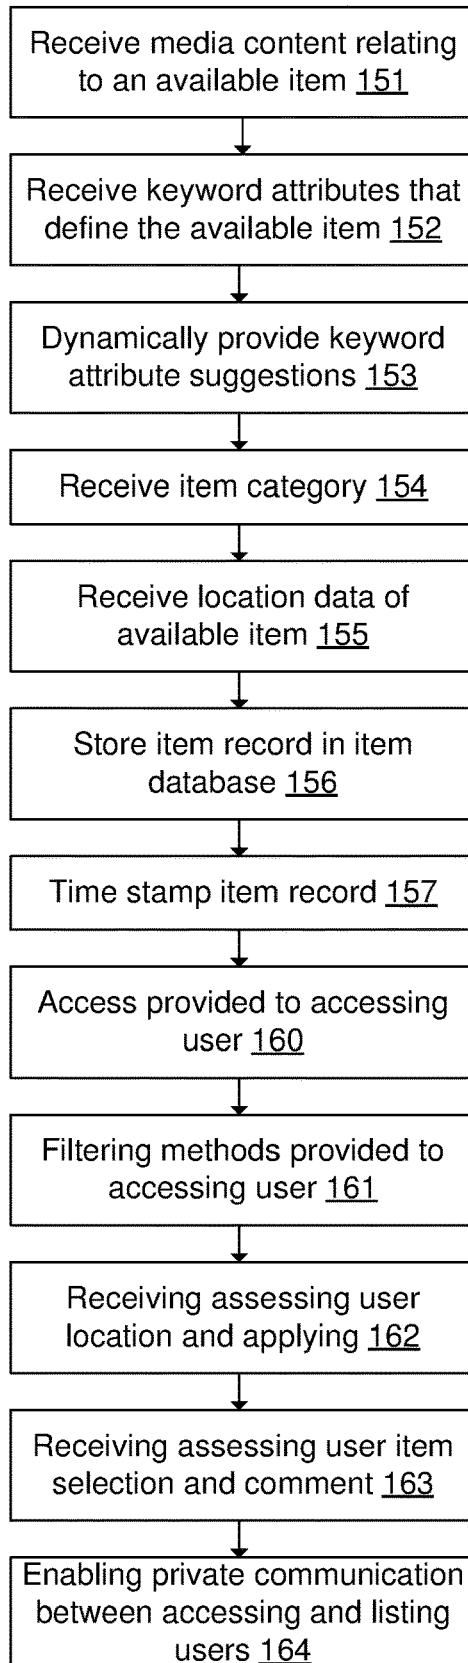 Receive media content relating
to an available item 151
Receive keyword attributes that
define the available item 152
Dynamically provide keyword
attribute suggestions 153
Receive item category 154
Receive location data of
available item 155
Store item record in item
database 156
Time stamp item record 157
Access provided to accessing
user 160
Filtering methods provided to
accessing user 161
Receiving assessing user
location and applying 162
Receiving assessing user item
selection and comment 163
Enabling private communication
between accessing and listing
users 164